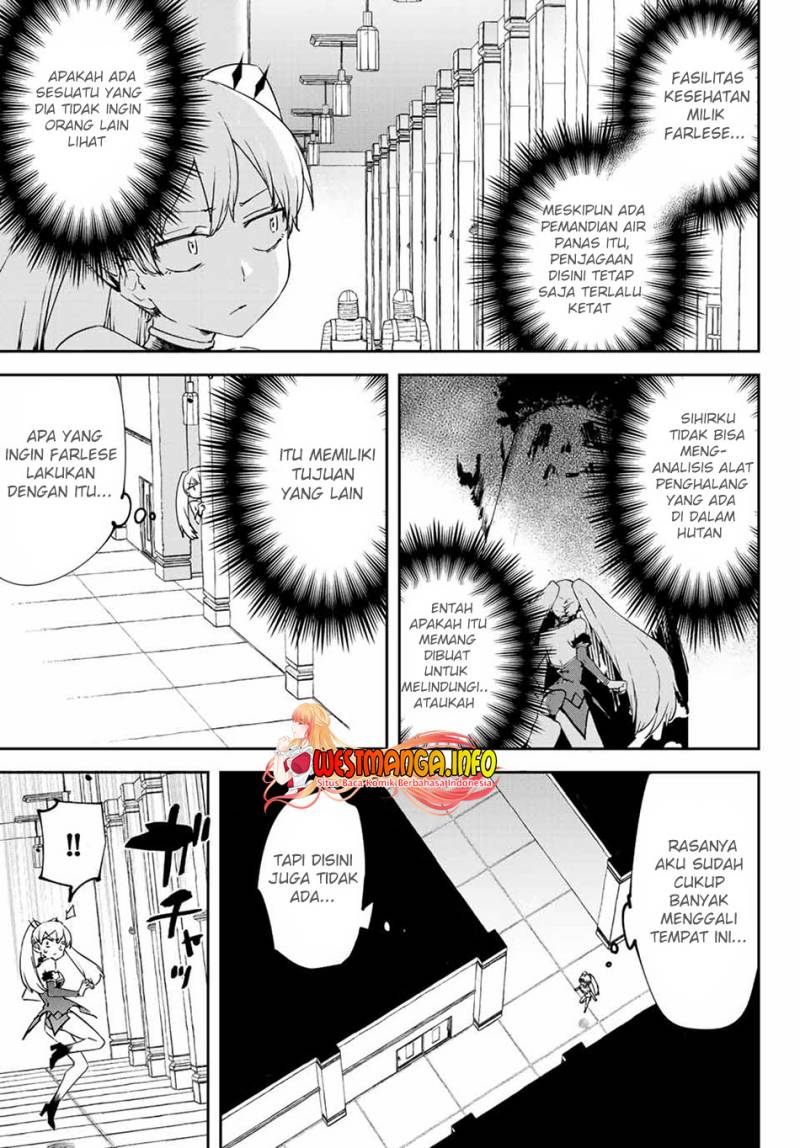 FASILITAS
KESEHATAN
MILIK
FARLESE...
MESKIPUN ADA
PEMANDIAN AIR
PANAS ITU,
PENJAGAAN
DISINI TETAP
SAJA TERLALU
KETAT
APAKAH ADA
SESUATU YANG
DIA TIDAK INGIN
ORANG LAIN
LIHAT
SIHIRKU
TIDAK BISA
MENG-
ANALISIS ALAT
PENGHALANG
YANG ADA
DI DALAM
HUTAN
ENTAH
APAKAH ITU
MEMANG
DIBUAT
UNTUK
MELINDUNGI..
ATAUKAH
ITU MEMILIKI
TUJUAN
YANG LAIN
APA YANG
INGIN FARLESE
LAKUKAN
DENGAN ITU...
WESTMANGA.INFO
Situs Baca Komik Berbahasa Indonesia
RASANYA
AKU SUDAH
CUKUP
BANYAK
MENGGALI
TEMPAT INI...
TAPI DISINI
JUGA TIDAK
ADA...
ガチャッ
!!